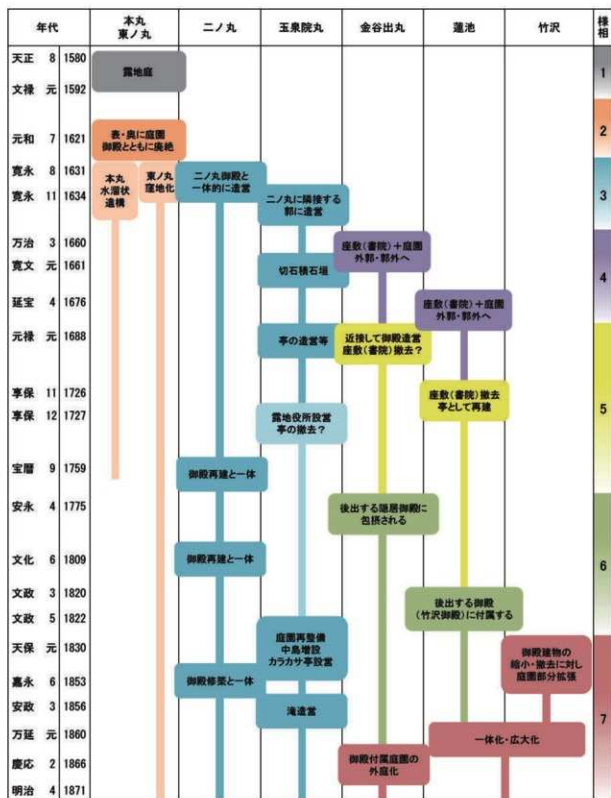 年代
本丸
東ノ丸
二ノ丸
玉泉院丸
金谷出丸
蓮池
竹沢
様相
天正 8 1580
文禄 元 1592
露地庭
1
元和 7 1621
表・奥に庭園
御殿とともに廃絶
2
寛永 8 1631
寛永 11 1634
本丸
水溜状
遺構
東ノ丸
窪地化
二ノ丸御殿と
一体的に造営
二ノ丸に隣接する
郭に造営
3
万治 3 1660
寛文 元 1661
切石積石垣
座敷(書院)+庭園
外郭・郭外へ
4
延宝 4 1676
座敷(書院)+庭園
外郭・郭外へ
元禄 元 1688
亭の造営等
近接して御殿造営
座敷(書院)撤去?
5
享保 11 1726
享保 12 1727
露地役所設営
亭の撤去?
座敷(書院)撤去
亭として再建
宝暦 9 1759
御殿再建と一体
安永 4 1775
後出する隠居御殿に
包摂される
6
文化 6 1809
御殿再建と一体
文政 3 1820
文政 5 1822
後出する御殿
(竹沢御殿)に付属する
天保 元 1830
庭園再整備
中島増設
カラカサ亭設営
御殿建物の
縮小・撤去に対し
庭園部分拡張
7
嘉永 6 1853
御殿修築と一体
安政 3 1856
滝造営
万延 元 1860
一体化・広大化
慶応 2 1866
御殿付属庭園の
外庭化
明治 4 1871